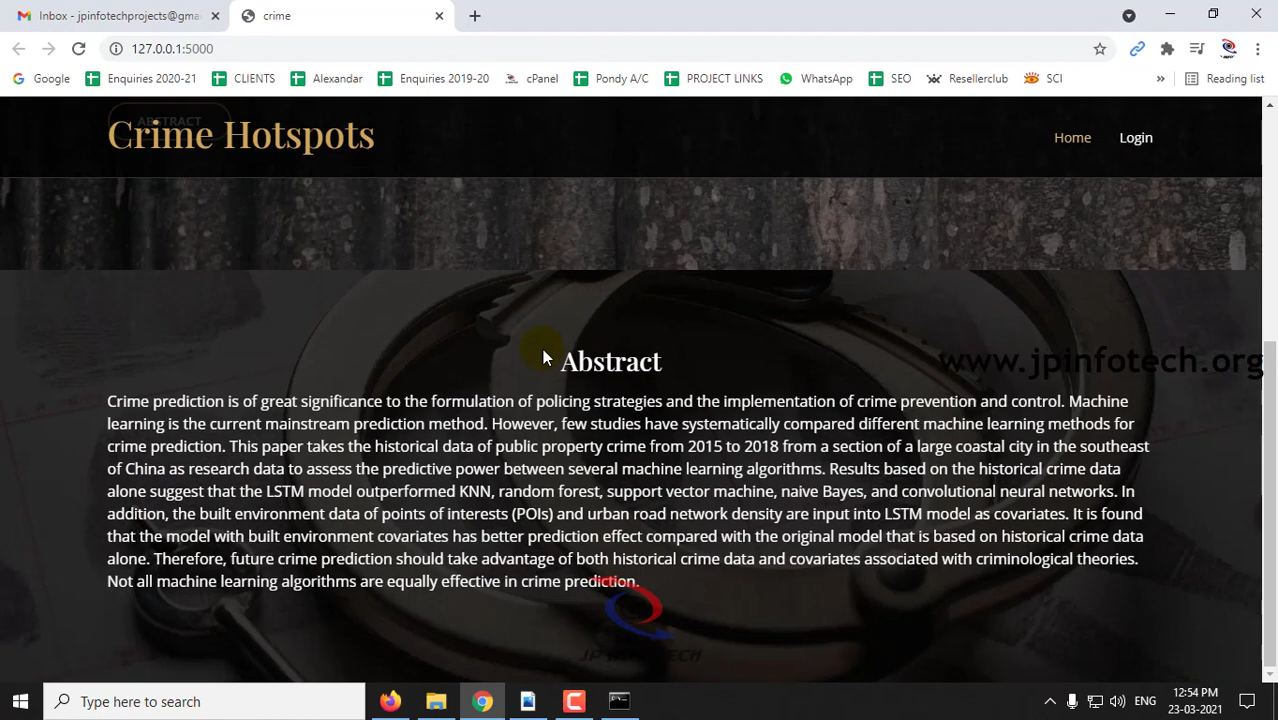 Inbox - jpinfotechprojects@gma
crime
127.0.0.1:5000
Google Enquiries 2020-21 CLIENTS Alexandar Enquiries 2019-20 cPanel Pondy A/C PROJECT LINKS WhatsApp SEO Resellerclub SCI » Reading list
ABSTRACT
Crime Hotspots
Home Login
Abstract
www.jpinfotech.org
Crime prediction is of great significance to the formulation of policing strategies and the implementation of crime prevention and control. Machine
learning is the current mainstream prediction method. However, few studies have systematically compared different machine learning methods for
crime prediction. This paper takes the historical data of public property crime from 2015 to 2018 from a section of a large coastal city in the southeast
of China as research data to assess the predictive power between several machine learning algorithms. Results based on the historical crime data
alone suggest that the LSTM model outperformed KNN, random forest, support vector machine, naive Bayes, and convolutional neural networks. In
addition, the built environment data of points of interests (POIs) and urban road network density are input into LSTM model as covariates. It is found
that the model with built environment covariates has better prediction effect compared with the original model that is based on historical crime data
alone. Therefore, future crime prediction should take advantage of both historical crime data and covariates associated with criminological theories.
Not all machine learning algorithms are equally effective in crime prediction.
JP INFOTECH
Type here to search
ENG
12:54 PM
23-03-2021